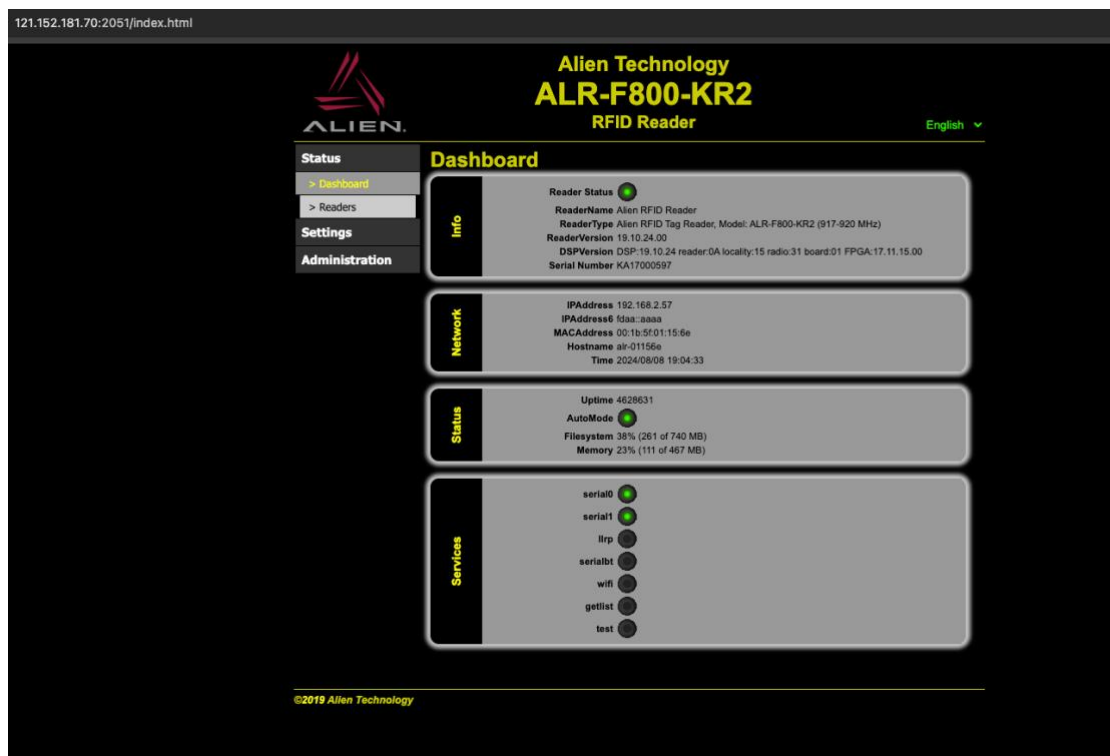 121.152.181.70:2051/index.html
ALIEN.
Alien Technology
ALR-F800-KR2
RFID Reader
English
Status
> Dashboard
> Readers
Settings
Administration
Dashboard
Info
Reader Status
ReaderName Alien RFID Reader
ReaderType Alien RFID Tag Reader, Model: ALR-F800-KR2 (917-920 MHz)
ReaderVersion 19.10.24.00
DSPVersion DSP:19.10.24 reader:0A locality:15 radio:31 board:01 FPGA:17.11.15.00
Serial Number KA17000597
Network
IPAddress 192.168.2.57
IPAddress6 fdaa::aaaa
MACAddress 00:1b:5f:01:15:6e
Hostname alr-01156e
Time 2024/08/08 19:04:33
Status
Uptime 4628631
AutoMode
Filesystem 38% (261 of 740 MB)
Memory 23% (111 of 467 MB)
Services
serial0
serial1
llrp
serialbt
wifi
getlist
test
©2019 Alien Technology